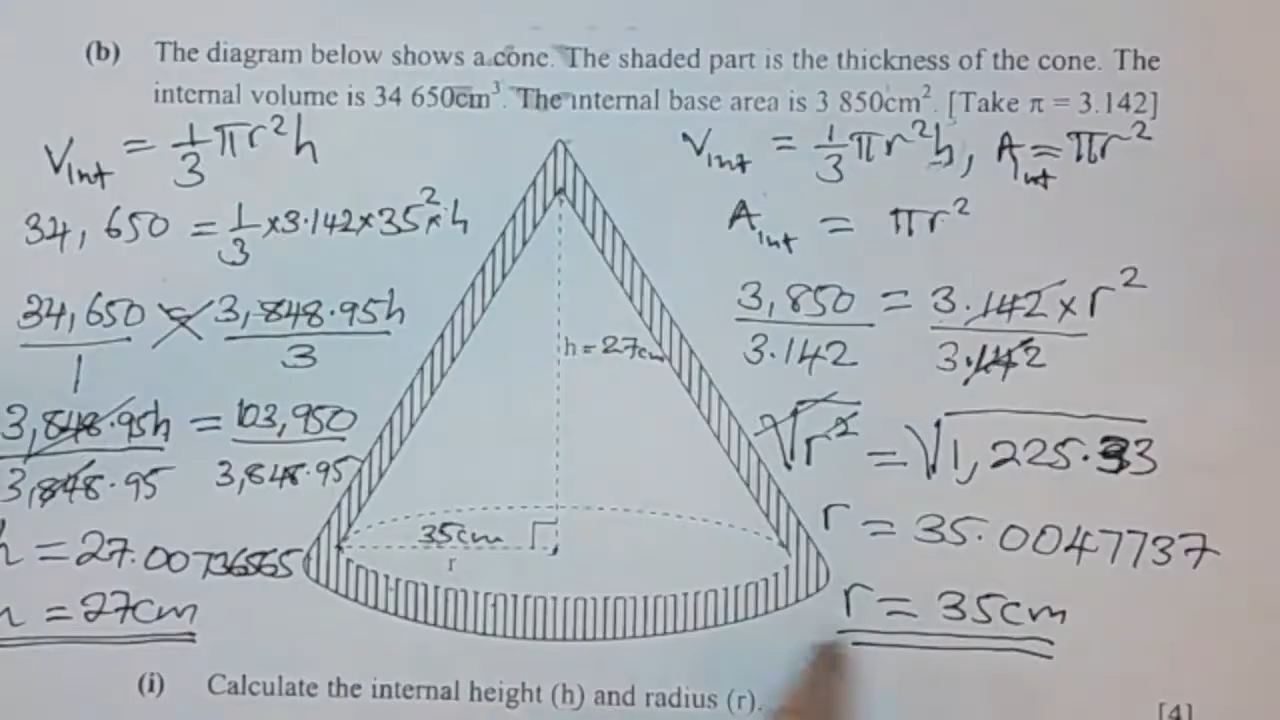 (b) The diagram below shows a cone. The shaded part is the thickness of the cone. The
internal volume is 34 650cm³. The internal base area is 3 850cm². [Take π = 3.142]
V_Int = 1/3 πr²h
34,650 = 1/3 × 3.142 × 35² × h
34,650/1 = 3,848.95h/3
3,848.95h/3,848.95 = 103,950/3,848.95
h = 27.00736565
h = 27cm
h = 27cm
35cm
r
V_Int = 1/3 πr²h, A_int = πr²
A_int = πr²
3,850/3.142 = 3.142 × r²/3.142
√r² = √1,225.33
r = 35.0047737
r = 35cm
(i) Calculate the internal height (h) and radius (r).
[4]